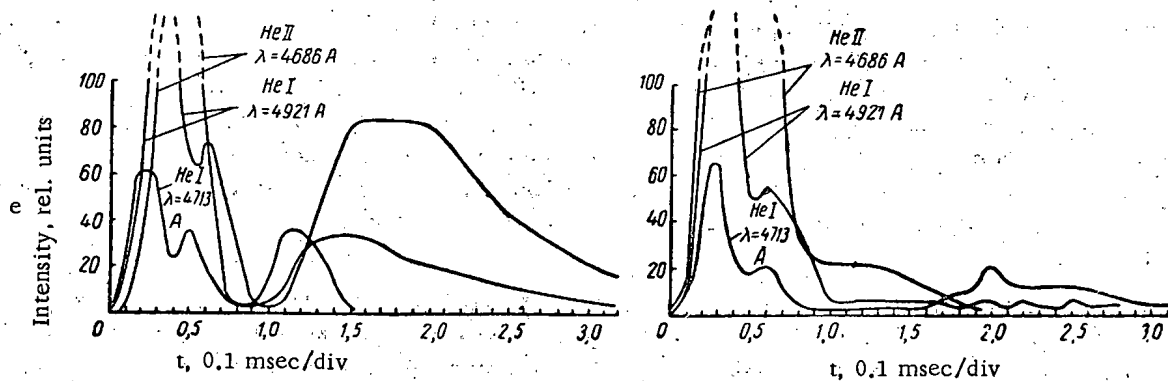 HeII
λ=4686 A
HeI
λ=4921 A
HeI
λ=4713
A
100
80
60
40
20
0
0,5
1,0
1,5
2,0
2,5
3,0
t, 0.1 msec/div
Intensity, rel. units
e
HeII
λ=4686 A
HeI
λ=4921 A
HeI
λ=4713
A
100
80
60
40
20
0
0,5
1,0
1,5
2,0
2,5
3,0
t, 0.1 msec/div